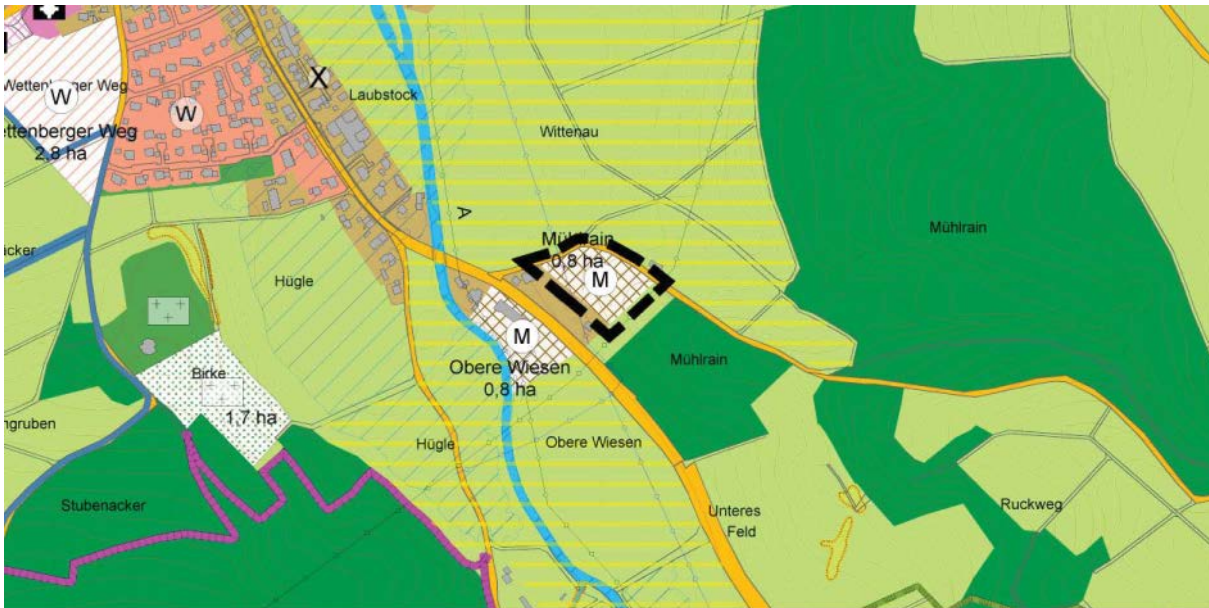 Wettenberger Weg
W
ettenberger Weg
2,8 ha
W
X
Laubstock
Wittenau
A
Mühlrain
0,8 ha
M
Mühlrain
äcker
Hügle
M
Obere Wiesen
0,8 ha
Mühlrain
Birke
1,7 ha
ngruben
Hügle
Obere Wiesen
Stubenacker
Unteres
Feld
Ruckweg